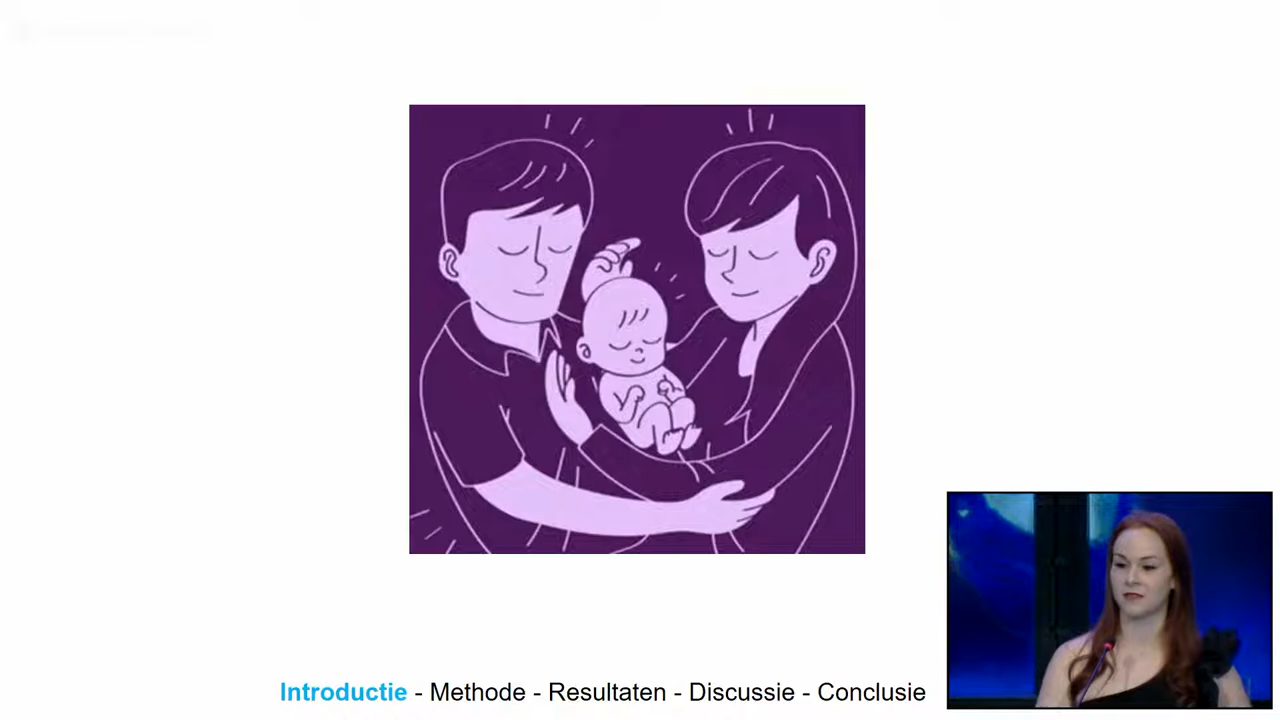 Introductie - Methode - Resultaten - Discussie - Conclusie